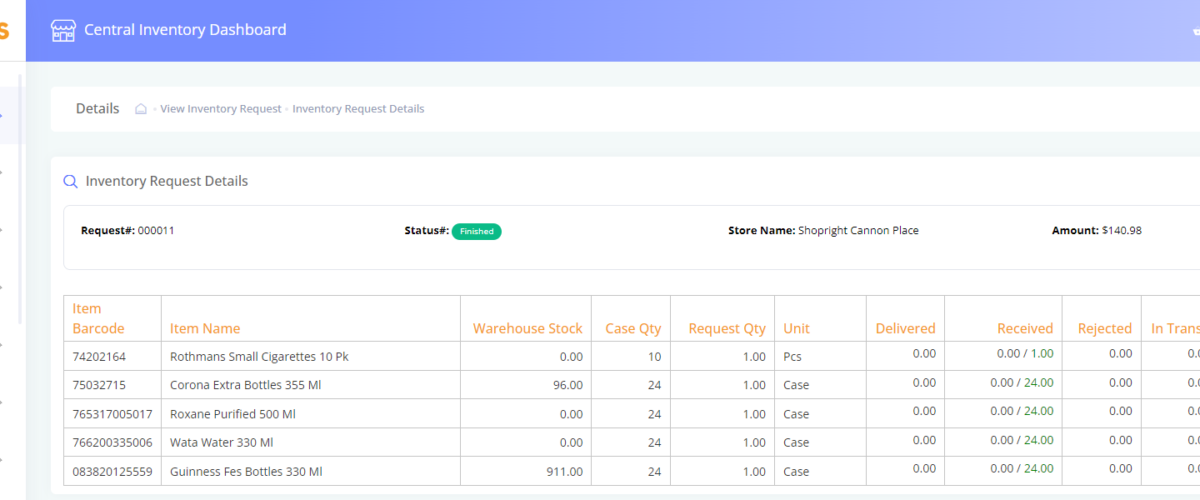 s
Central Inventory Dashboard
Details View Inventory Request Inventory Request Details
Inventory Request Details
Request#: 000011 Status#: Finished Store Name: Shopright Cannon Place Amount: $140.98
Item Barcode Item Name Warehouse Stock Case Qty Request Qty Unit Delivered Received Rejected In Trans
74202164 Rothmans Small Cigarettes 10 Pk 0.00 10 1.00 Pcs 0.00 0.00 / 1.00 0.00 0.0
75032715 Corona Extra Bottles 355 Ml 96.00 24 1.00 Case 0.00 0.00 / 24.00 0.00 0.0
765317005017 Roxane Purified 500 Ml 0.00 24 1.00 Case 0.00 0.00 / 24.00 0.00 0.0
766200335006 Wata Water 330 Ml 0.00 24 1.00 Case 0.00 0.00 / 24.00 0.00 0.0
083820125559 Guinness Fes Bottles 330 Ml 911.00 24 1.00 Case 0.00 0.00 / 24.00 0.00 0.0